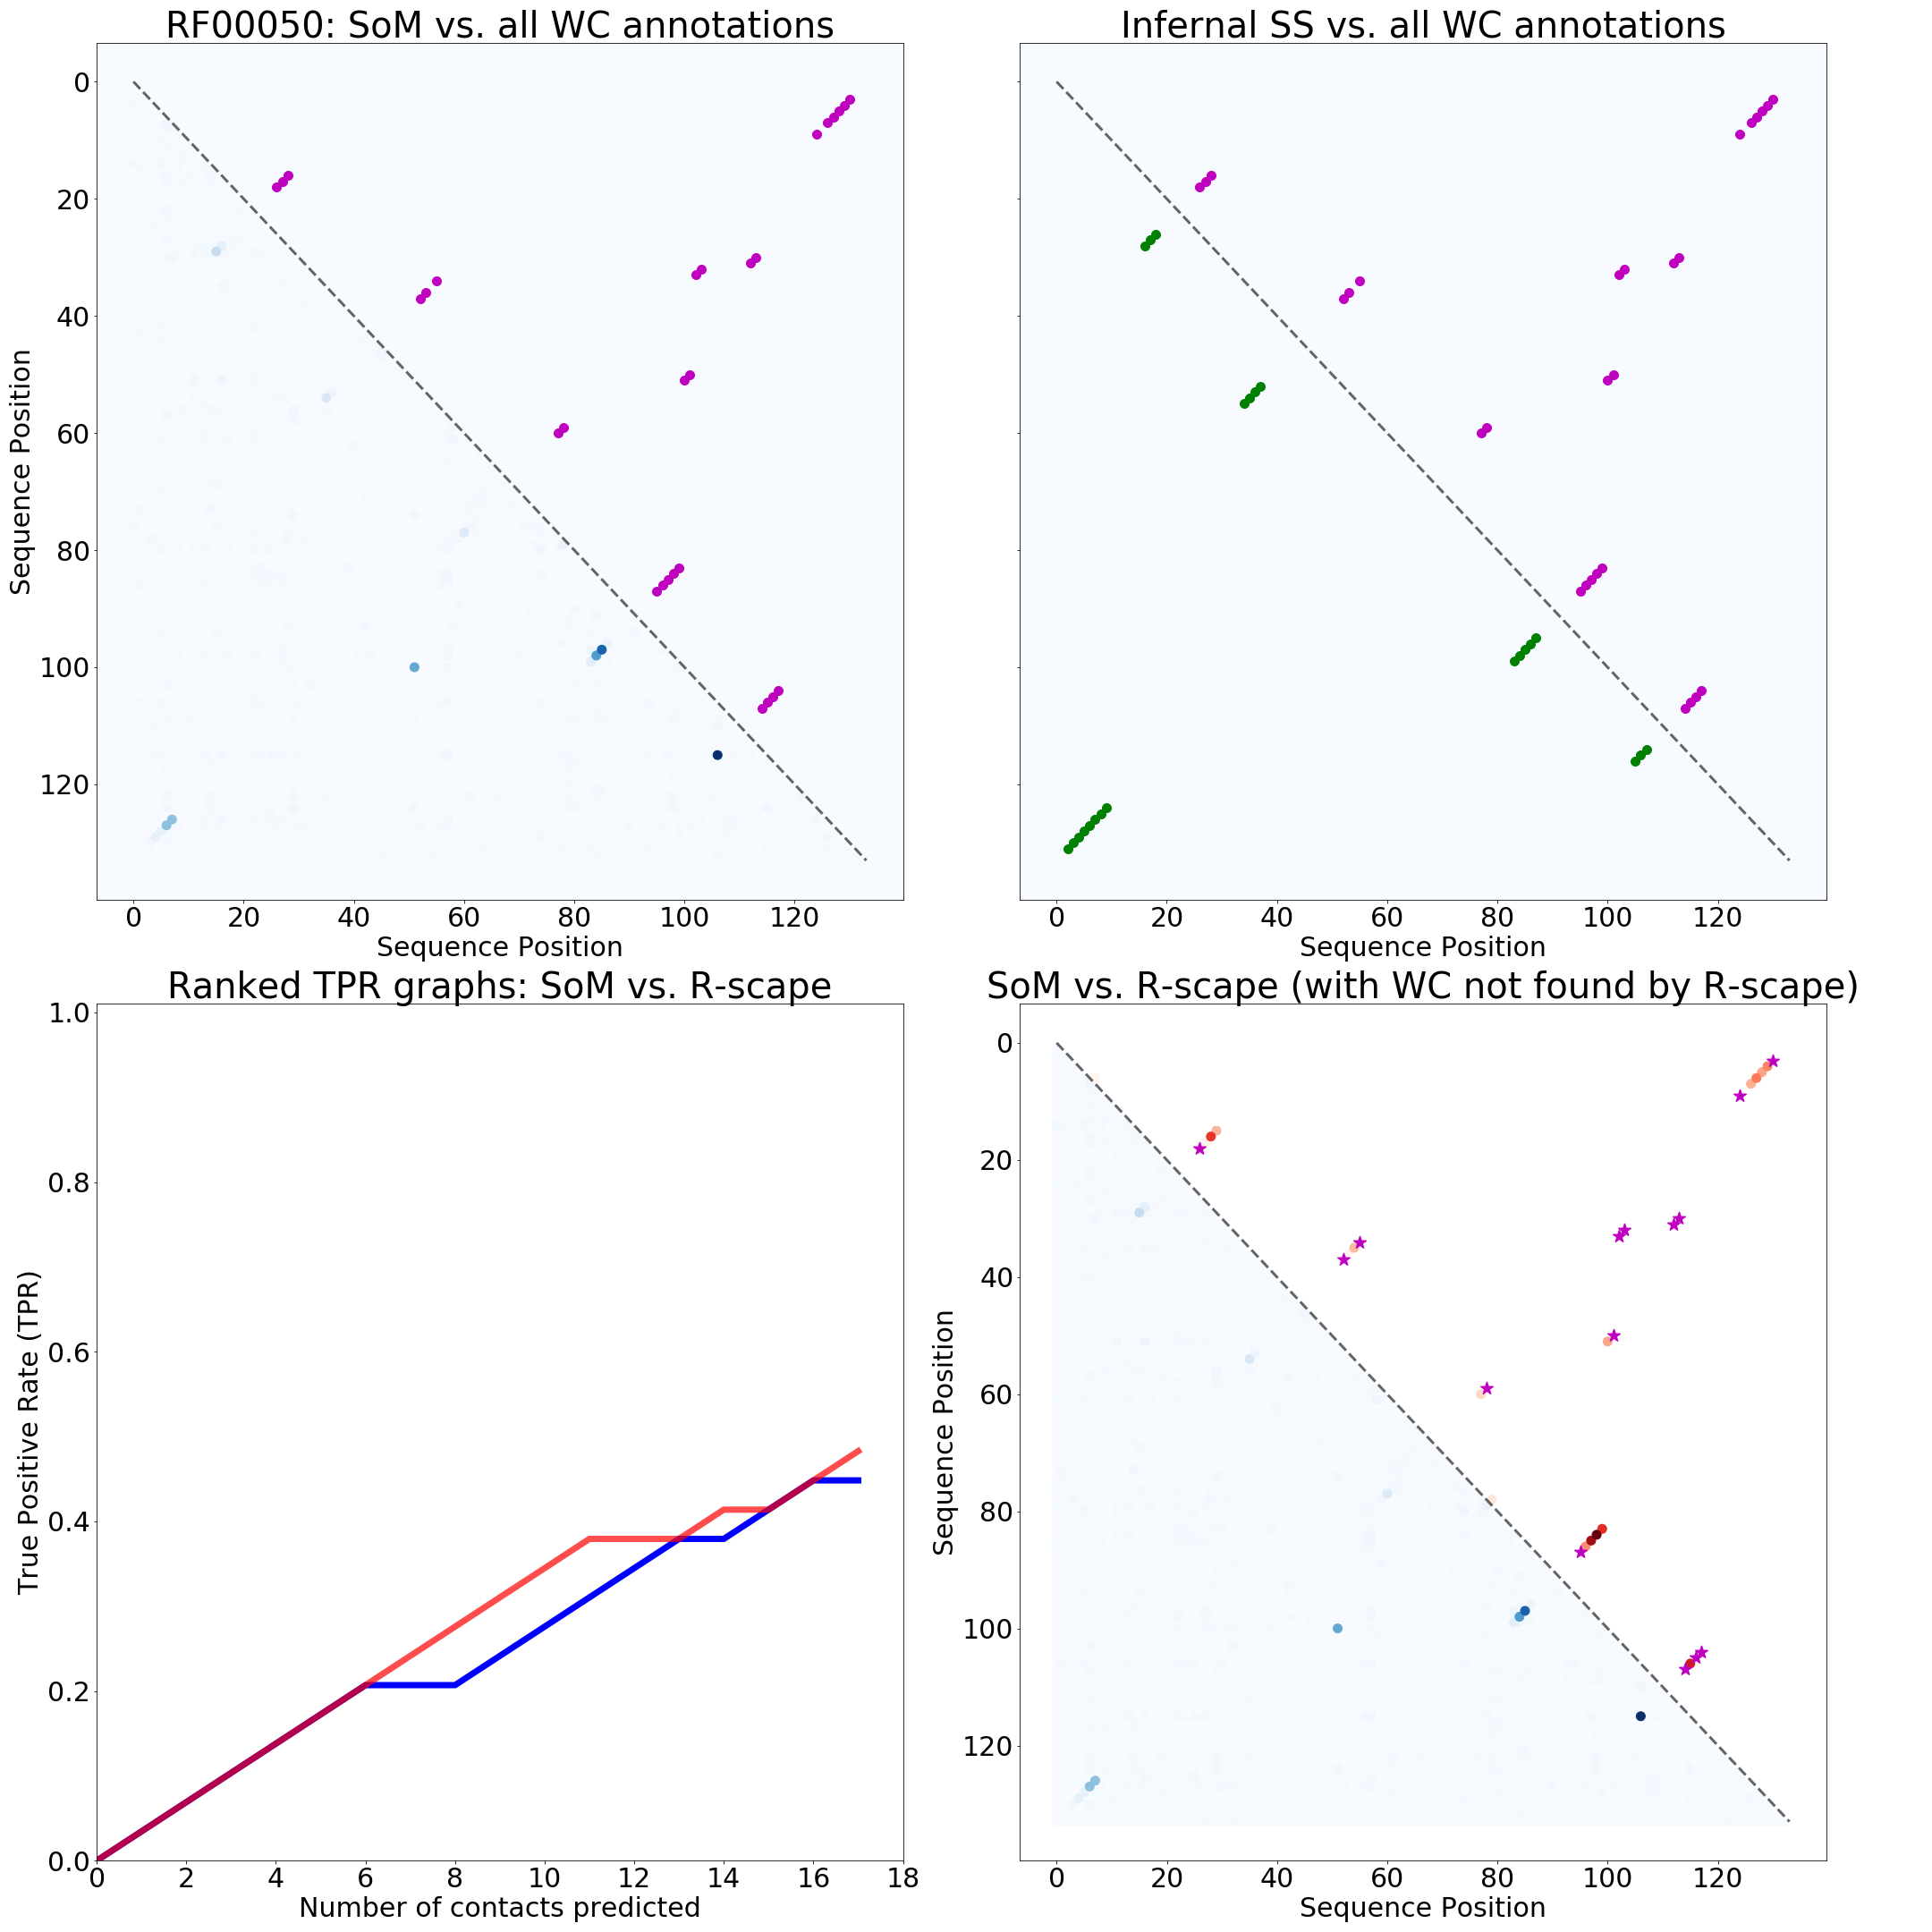 RF00050: SoM vs. all WC annotations
Infernal SS vs. all WC annotations
0
20
40
60
80
100
120
Sequence Position
0 20 40 60 80 100 120
Sequence Position
0 20 40 60 80 100 120
Sequence Position
Ranked TPR graphs: SoM vs. R-scape
SoM vs. R-scape (with WC not found by R-scape)
1.0
0.8
0.6
0.4
0.2
0.0
True Positive Rate (TPR)
0 2 4 6 8 10 12 14 16 18
Number of contacts predicted
0
20
40
60
80
100
120
Sequence Position
0 20 40 60 80 100 120
Sequence Position